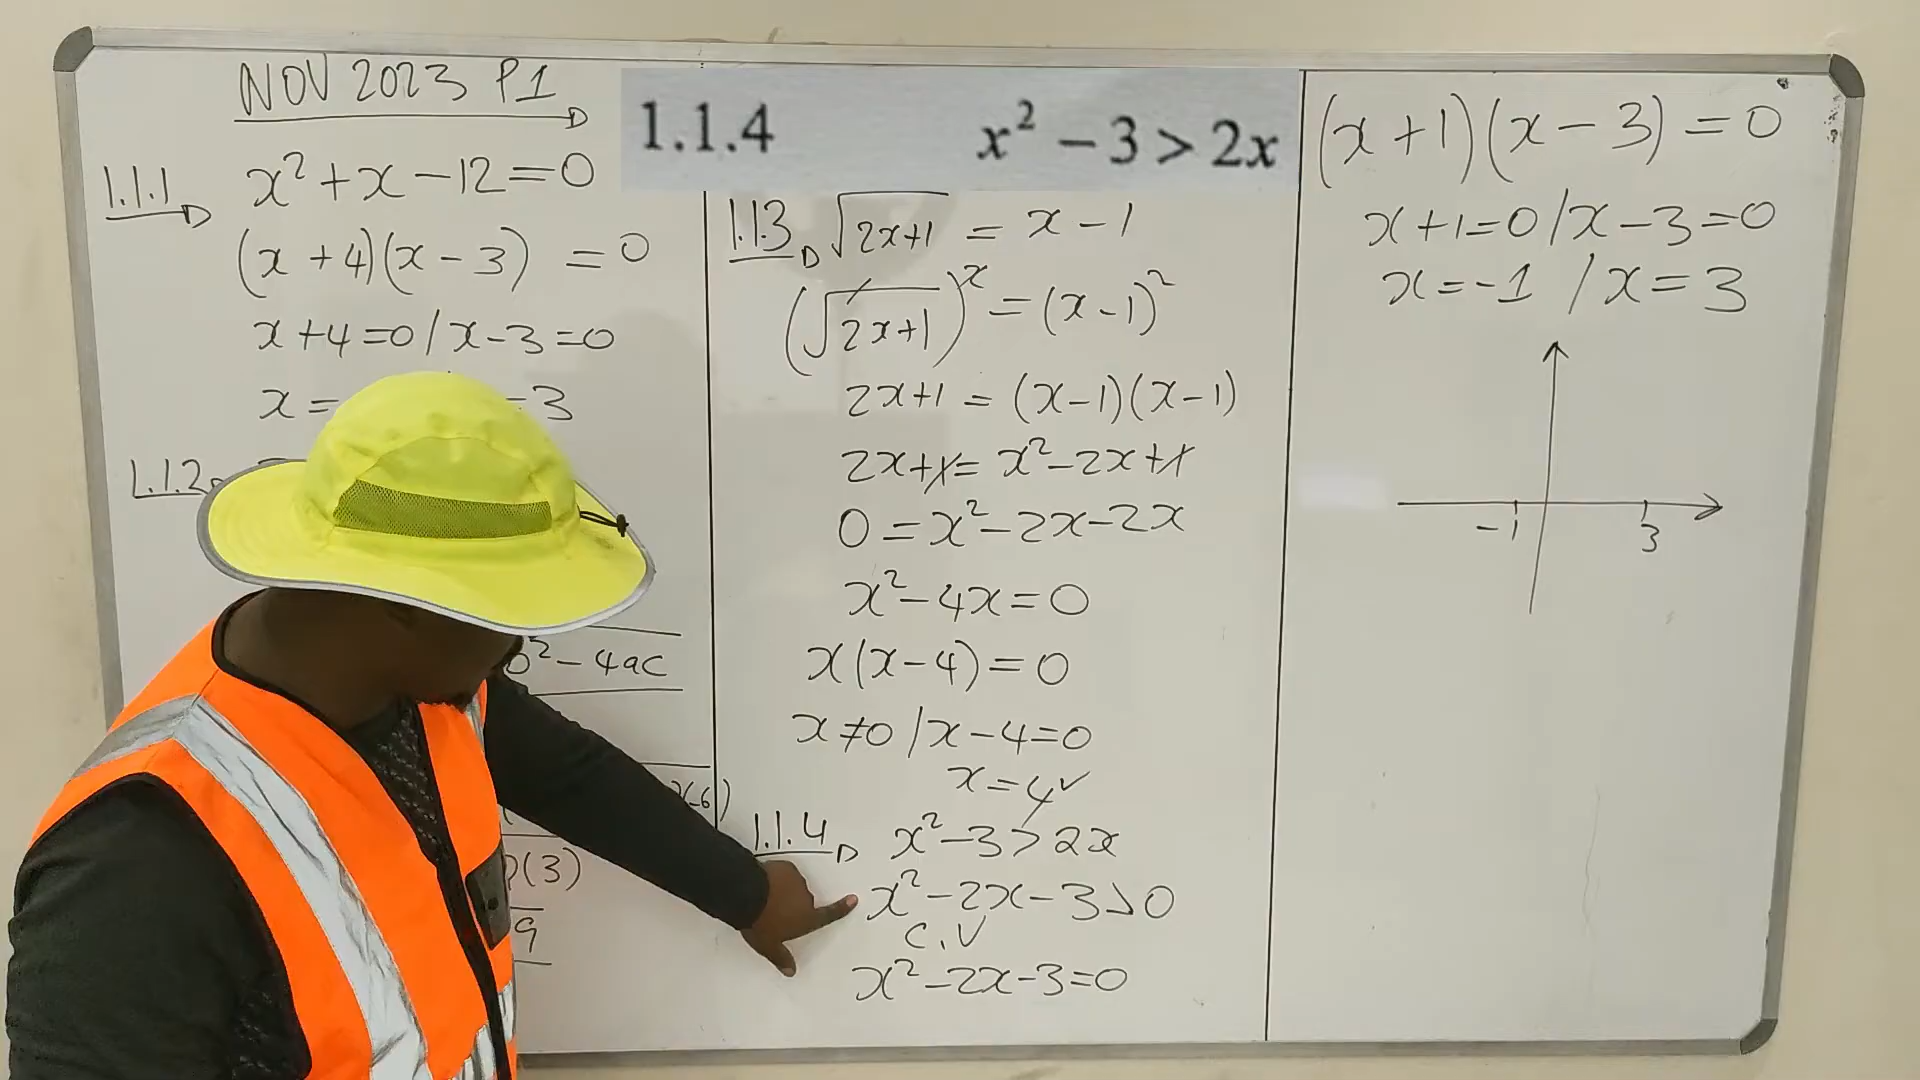 NOV 2023 P1
1.1.1 x² + x - 12 = 0
(x + 4)(x - 3) = 0
x + 4 = 0 / x - 3 = 0
x = 3
1.1.2
b² - 4ac
(3)
9
1.1.4 x² - 3 > 2x
1.1.3 √2x+1 = x - 1
(√2x+1)² = (x - 1)²
2x + 1 = (x - 1)(x - 1)
2x + 1 = x² - 2x + 1
0 = x² - 2x - 2x
x² - 4x = 0
x(x - 4) = 0
x ≠ 0 / x - 4 = 0
x = 4 ✓
1.1.4 x² - 3 > 2x
x² - 2x - 3 > 0
C.V
x² - 2x - 3 = 0
(x + 1)(x - 3) = 0
x + 1 = 0 / x - 3 = 0
x = -1 / x = 3
-1 3